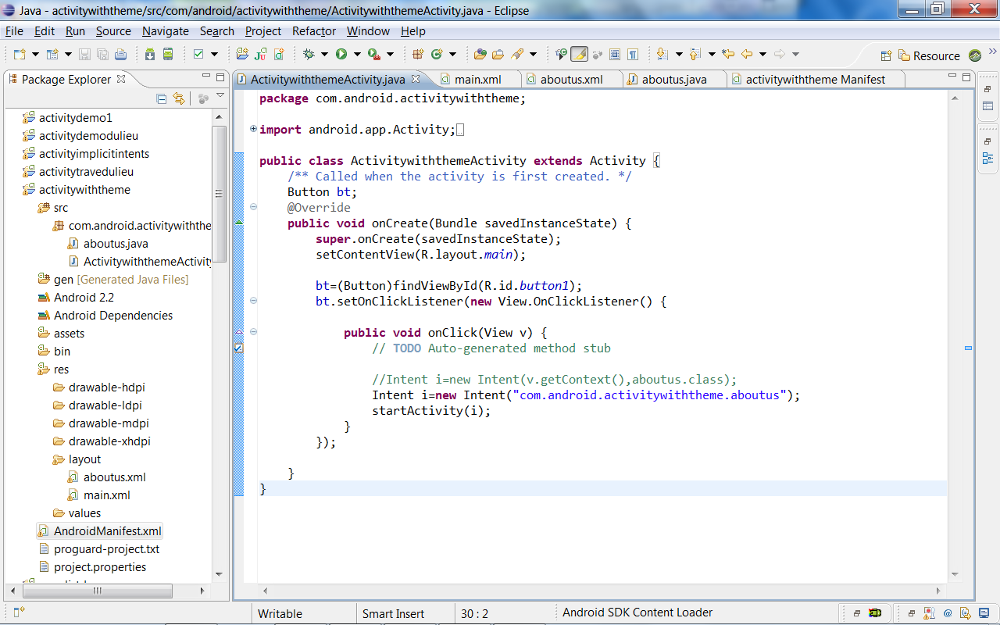 Java - activitywiththeme/src/com/android/activitywiththeme/ActivitywiththemeActivity.java - Eclipse
File Edit Run Source Navigate Search Project Refactor Window Help
Resource
Package Explorer
ActivitywiththemeActivity.java main.xml aboutus.xml aboutus.java activitywiththeme Manifest
activitydemo1
activitydemodulieu
activityimplicitintents
activitytravedulieu
activitywiththeme
src
com.android.activitywiththe
aboutus.java
ActivitywiththemeActivity
gen [Generated Java Files]
Android 2.2
Android Dependencies
assets
bin
res
drawable-hdpi
drawable-ldpi
drawable-mdpi
drawable-xhdpi
layout
aboutus.xml
main.xml
values
AndroidManifest.xml
proguard-project.txt
project.properties
package com.android.activitywiththeme;
import android.app.Activity;
public class ActivitywiththemeActivity extends Activity {
/** Called when the activity is first created. */
Button bt;
@Override
public void onCreate(Bundle savedInstanceState) {
super.onCreate(savedInstanceState);
setContentView(R.layout.main);
bt=(Button)findViewById(R.id.button1);
bt.setOnClickListener(new View.OnClickListener() {
public void onClick(View v) {
// TODO Auto-generated method stub
//Intent i=new Intent(v.getContext(),aboutus.class);
Intent i=new Intent("com.android.activitywiththeme.aboutus");
startActivity(i);
}
});
}
}
Writable Smart Insert 30 : 2 Android SDK Content Loader